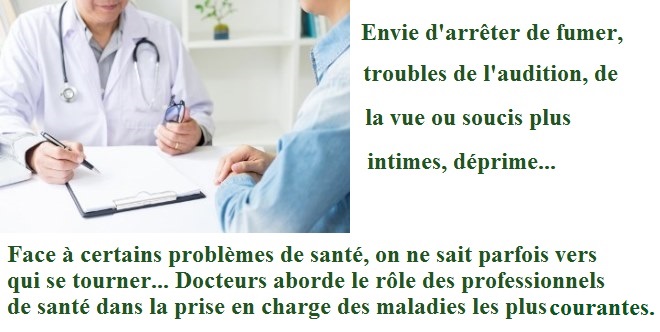 Envie d'arrêter de fumer,
troubles de l'audition, de
la vue ou soucis plus
intimes, déprime...
Face à certains problèmes de santé, on ne sait parfois vers
qui se tourner... Docteurs aborde le rôle des professionnels
de santé dans la prise en charge des maladies les plus courantes.